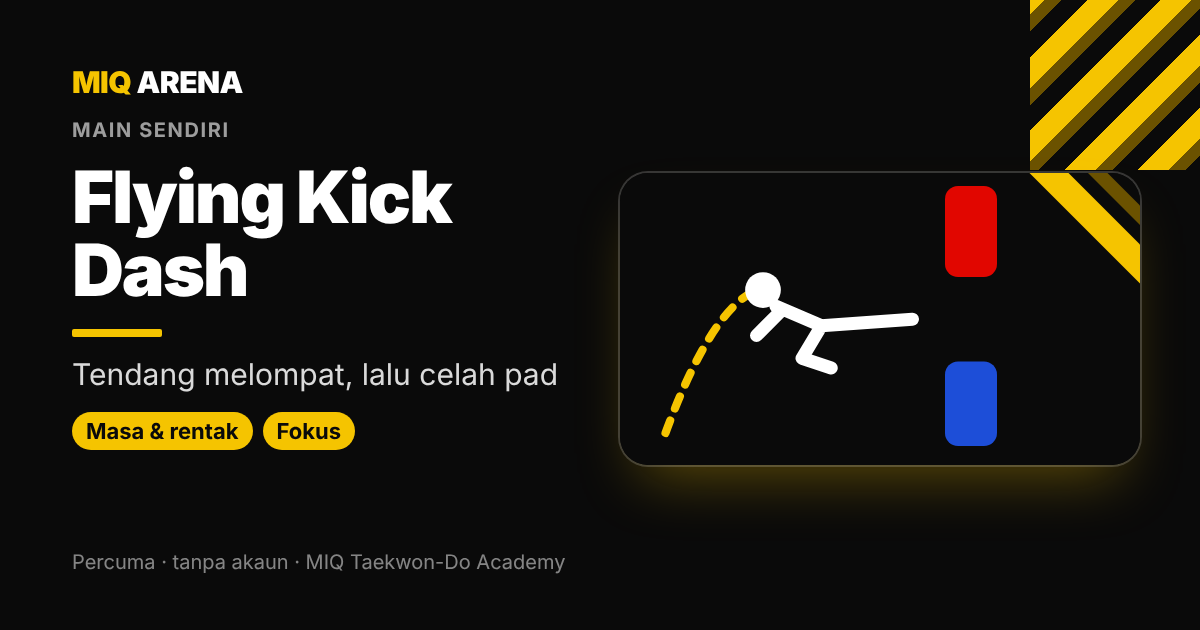 MIQ ARENA
MAIN SENDIRI
Flying Kick
Dash
Tendang melompat, lalu celah pad
Masa & rentak
Fokus
Percuma · tanpa akaun · MIQ Taekwon-Do Academy